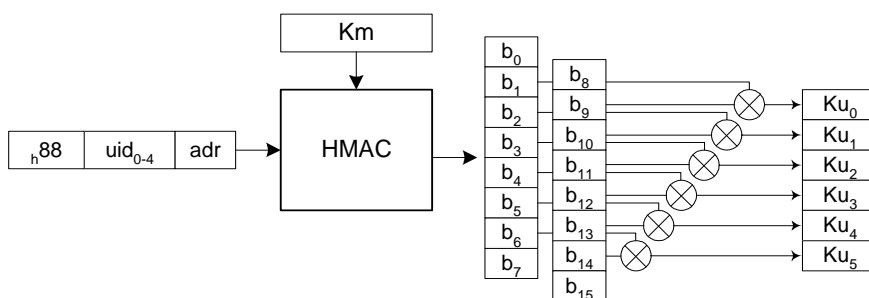 Km
ₕ88 uid₀₋₄ adr
HMAC
b₀
b₁
b₂
b₃
b₄
b₅
b₆
b₇
b₈
b₉
b₁₀
b₁₁
b₁₂
b₁₃
b₁₄
b₁₅
Ku₀
Ku₁
Ku₂
Ku₃
Ku₄
Ku₅